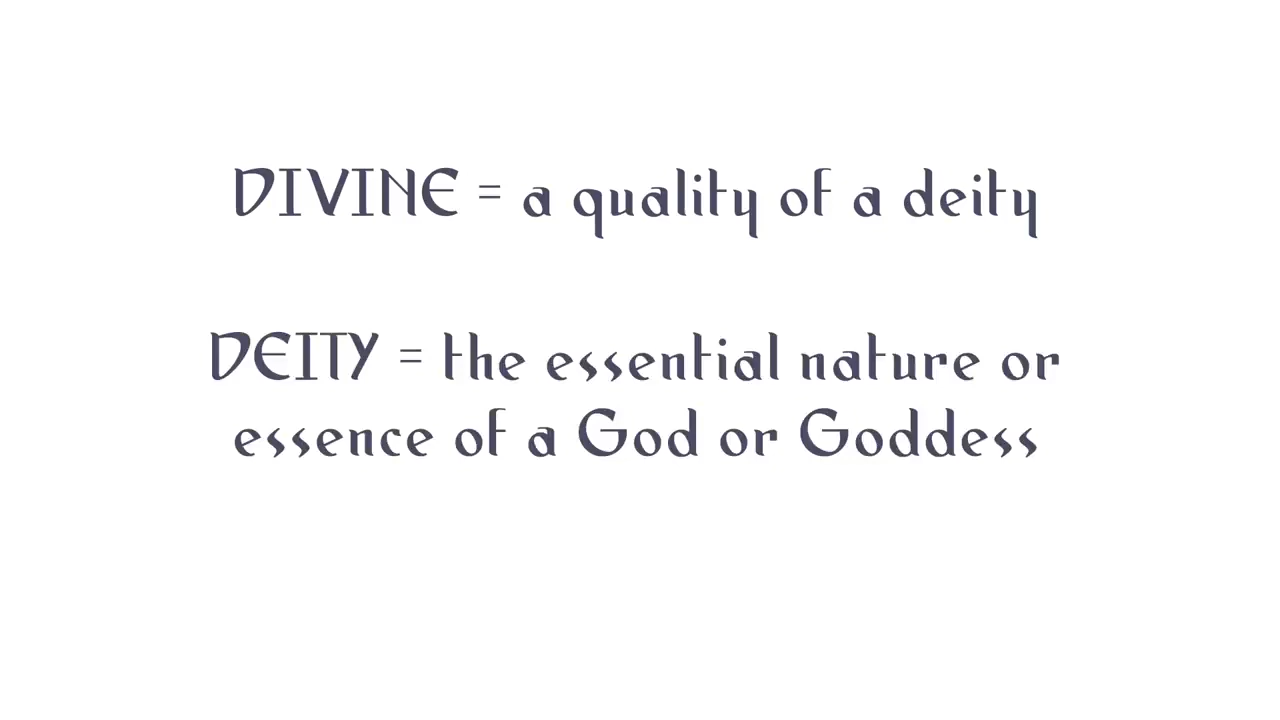 DIVINE = a quality of a deity
DEITY = the essential nature or
essence of a God or Goddess